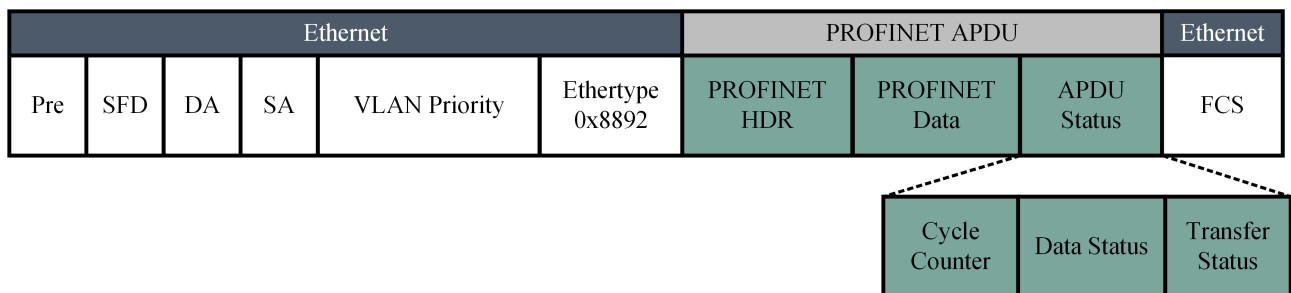 Ethernet
PROFINET APDU
Ethernet
Pre
SFD
DA
SA
VLAN Priority
Ethertype
0x8892
PROFINET
HDR
PROFINET
Data
APDU
Status
FCS
Cycle
Counter
Data Status
Transfer
Status